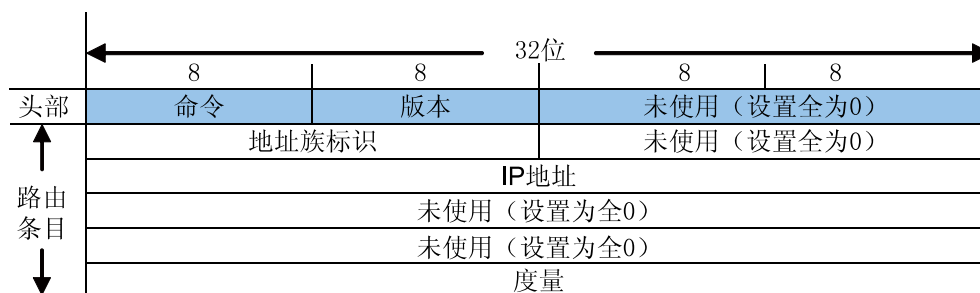 32位
8 8 8 8
头部 命令 版本 未使用（设置全为0）
地址族标识 未使用（设置全为0）
IP地址
路由 未使用（设置为全0）
条目 未使用（设置为全0）
度量